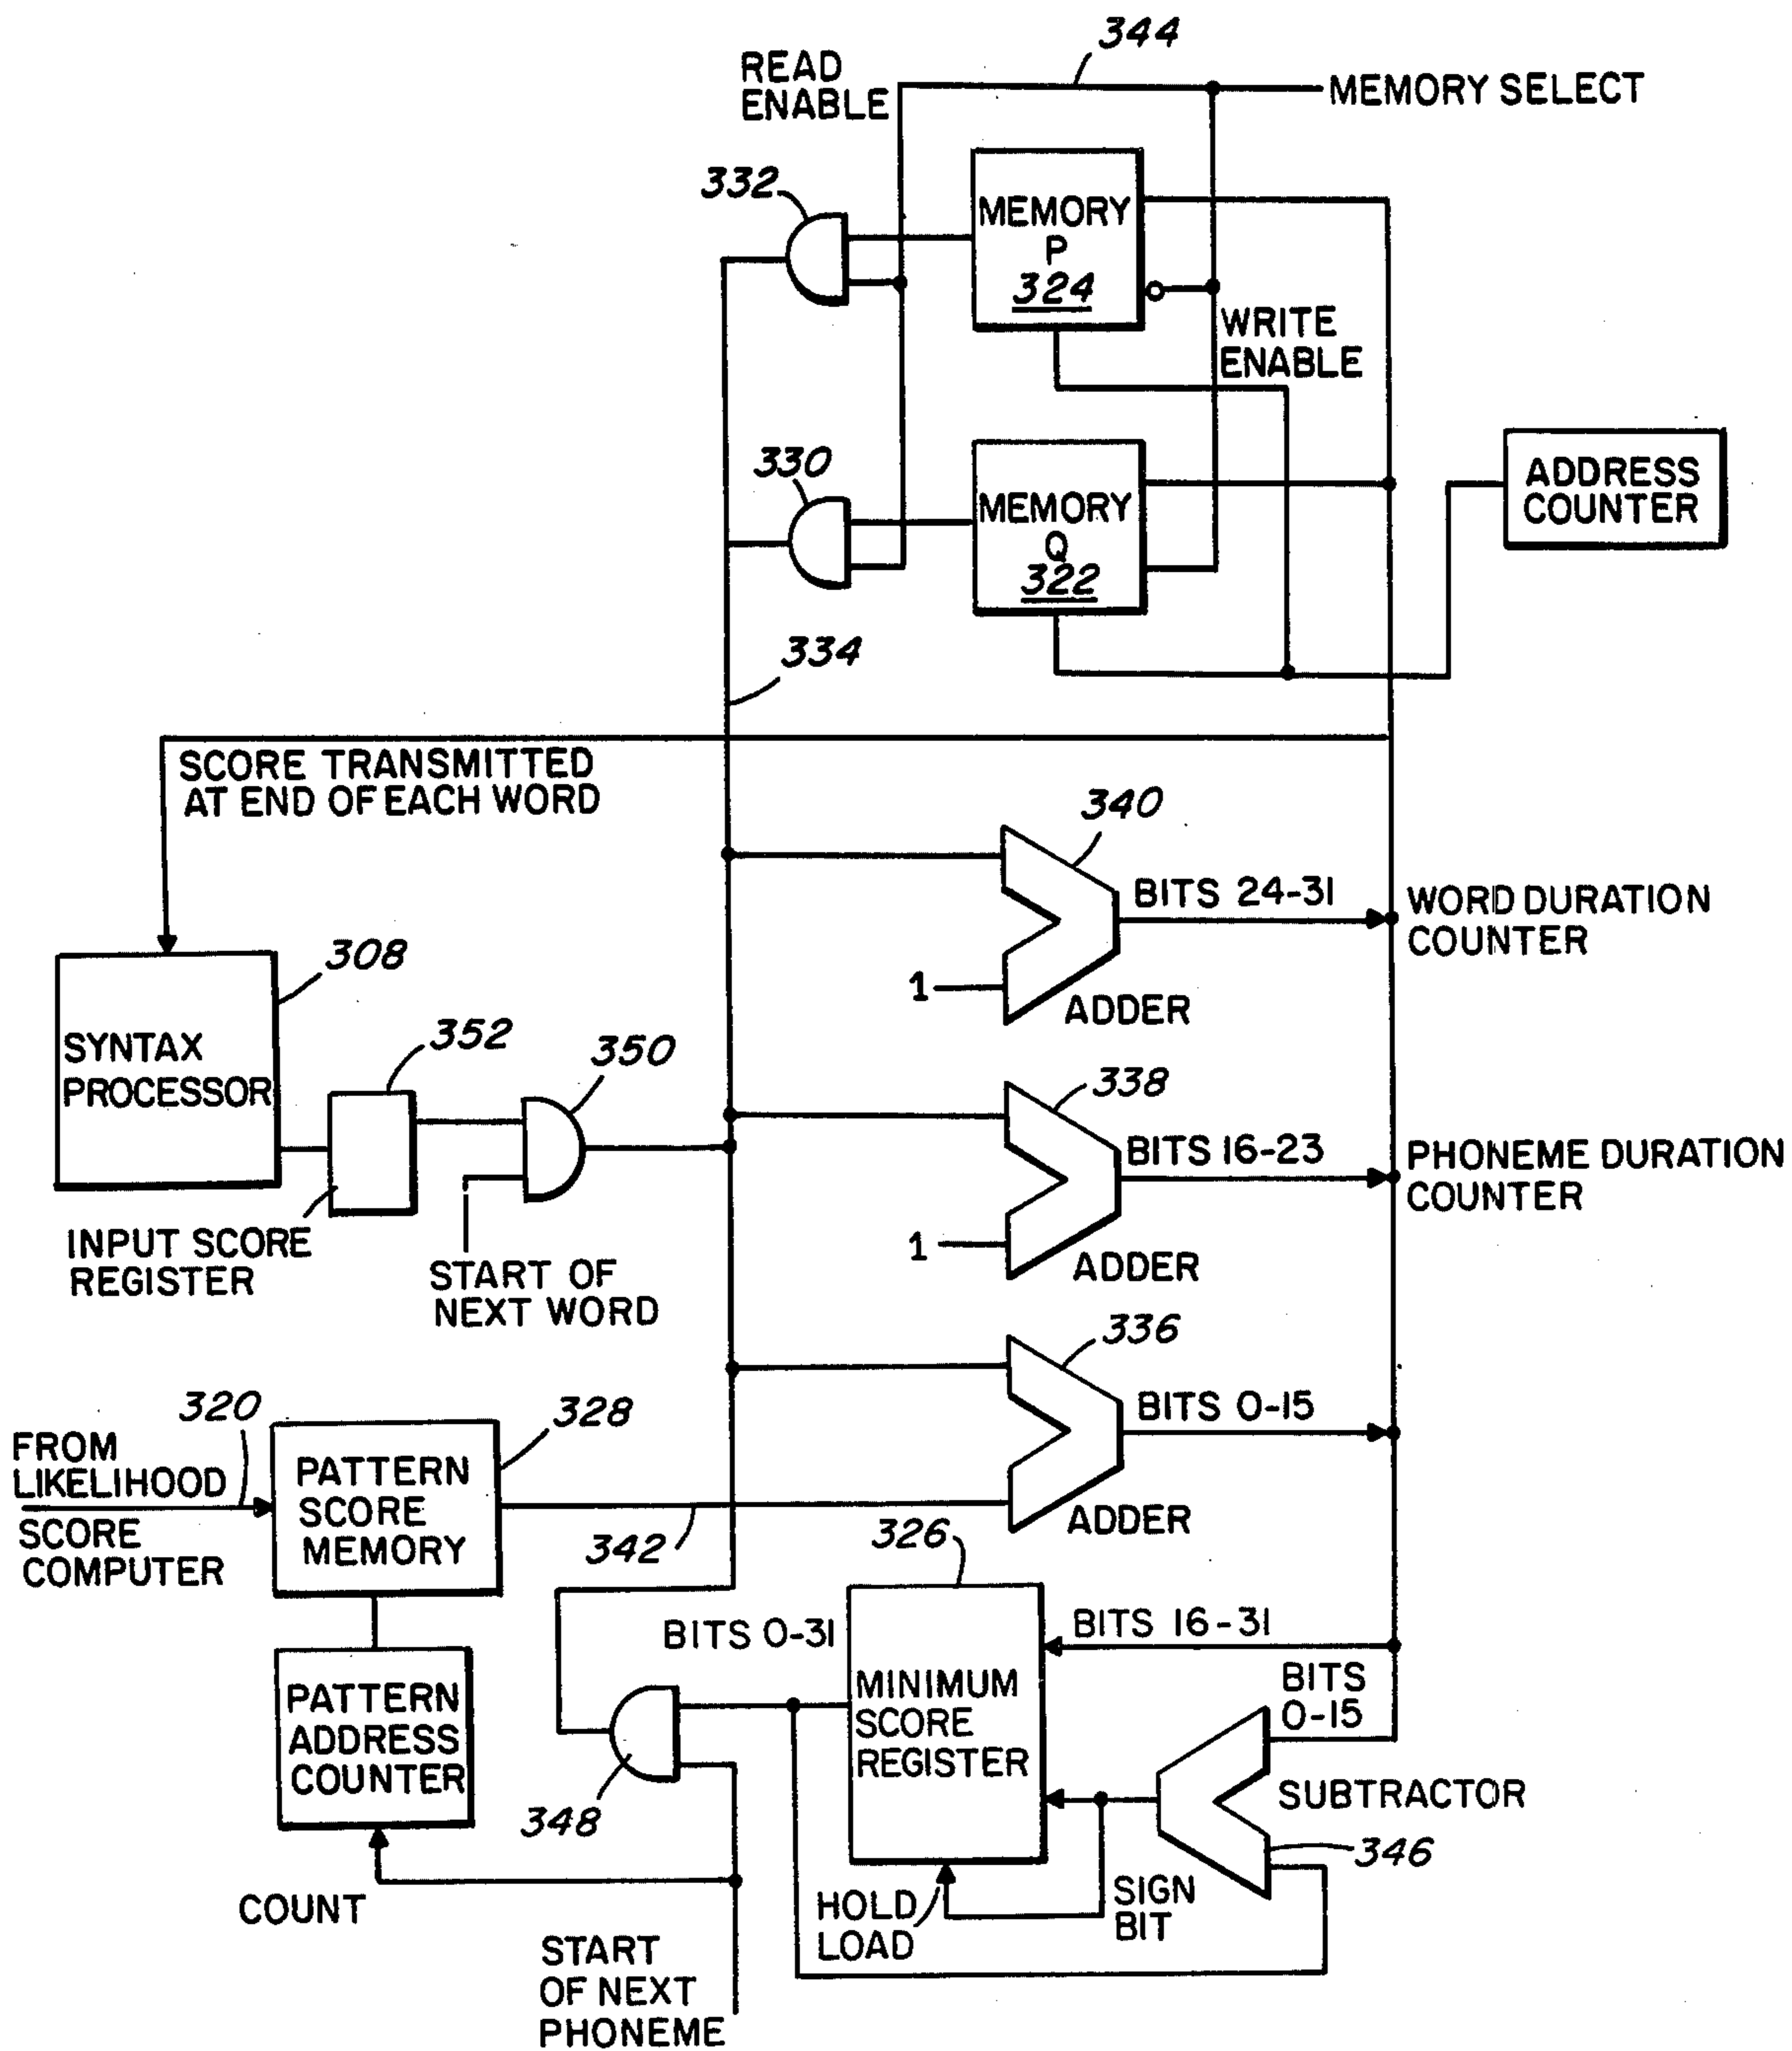 344
READ
ENABLE
MEMORY SELECT
332
MEMORY
P
324
WRITE
ENABLE
330
MEMORY
Q
322
ADDRESS
COUNTER
334
SCORE TRANSMITTED
AT END OF EACH WORD
340
BITS 24-31
WORD DURATION
COUNTER
1
ADDER
308
SYNTAX
PROCESSOR
352
350
INPUT SCORE
REGISTER
START OF
NEXT WORD
338
BITS 16-23
PHONEME DURATION
COUNTER
1
ADDER
336
BITS 0-15
ADDER
320
FROM
LIKELIHOOD
SCORE
COMPUTER
328
PATTERN
SCORE
MEMORY
342
326
BITS 0-31
BITS 16-31
BITS
0-15
MINIMUM
SCORE
REGISTER
SUBTRACTOR
346
PATTERN
ADDRESS
COUNTER
348
COUNT
HOLD
LOAD
SIGN
BIT
START
OF NEXT
PHONEME